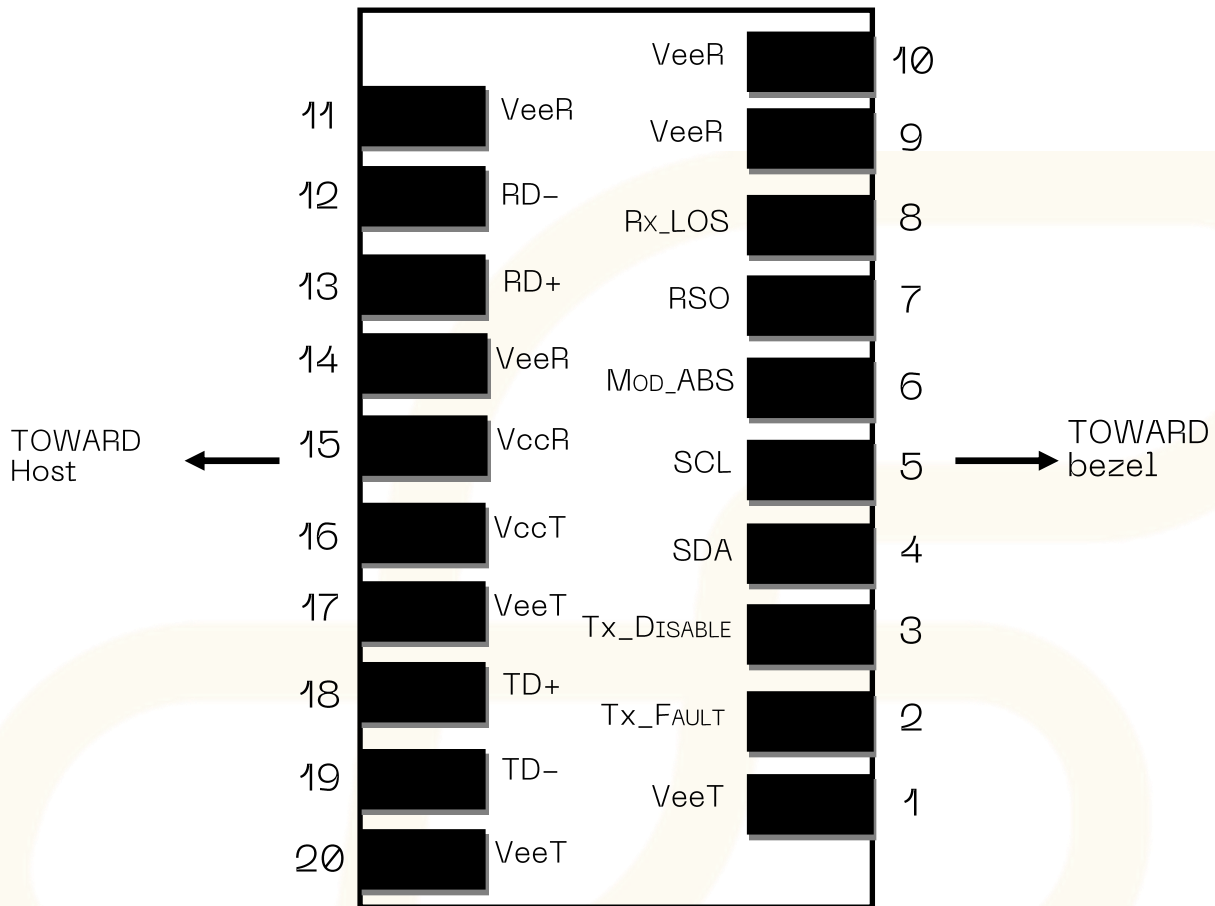 VeeR 10
11 VeeR
VeeR 9
12 RD-
Rx_LOS 8
13 RD+
RSO 7
14 VeeR
Mod_ABS 6
15 VccR
TOWARD
Host
SCL 5
TOWARD
bezel
16 VccT
SDA 4
17 VeeT
Tx_Disable 3
18 TD+
Tx_Fault 2
19 TD-
VeeT 1
20 VeeT